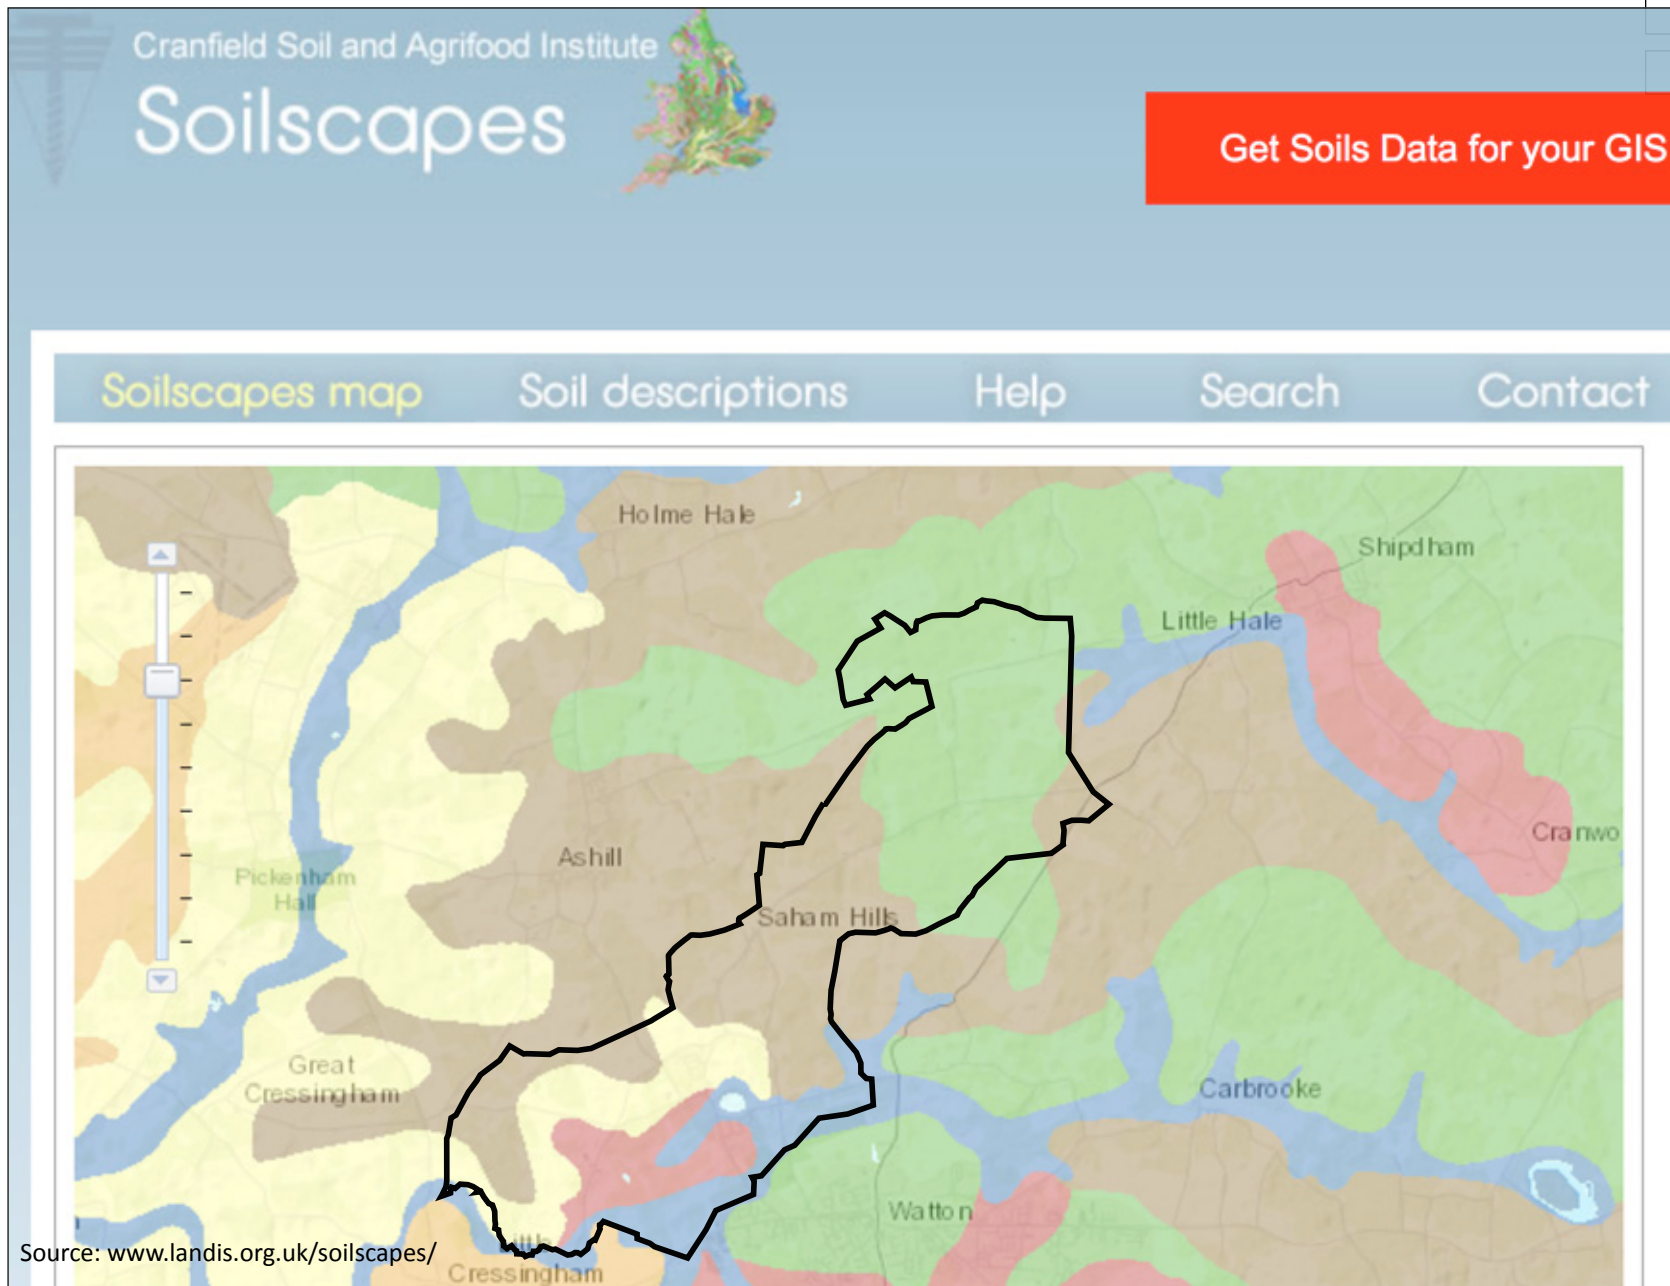 Cranfield Soil and Agrifood Institute
Soilscapes
Get Soils Data for your GIS
Soilscapes map Soil descriptions Help Search Contact
Holme Hale
Shipdham
Little Hale
Cranwo
Ashill
Pickenham
Hall
Saham Hills
Great
Cressingham
Carbrooke
Watton
Little
Cressingham
Source: www.landis.org.uk/soilscapes/